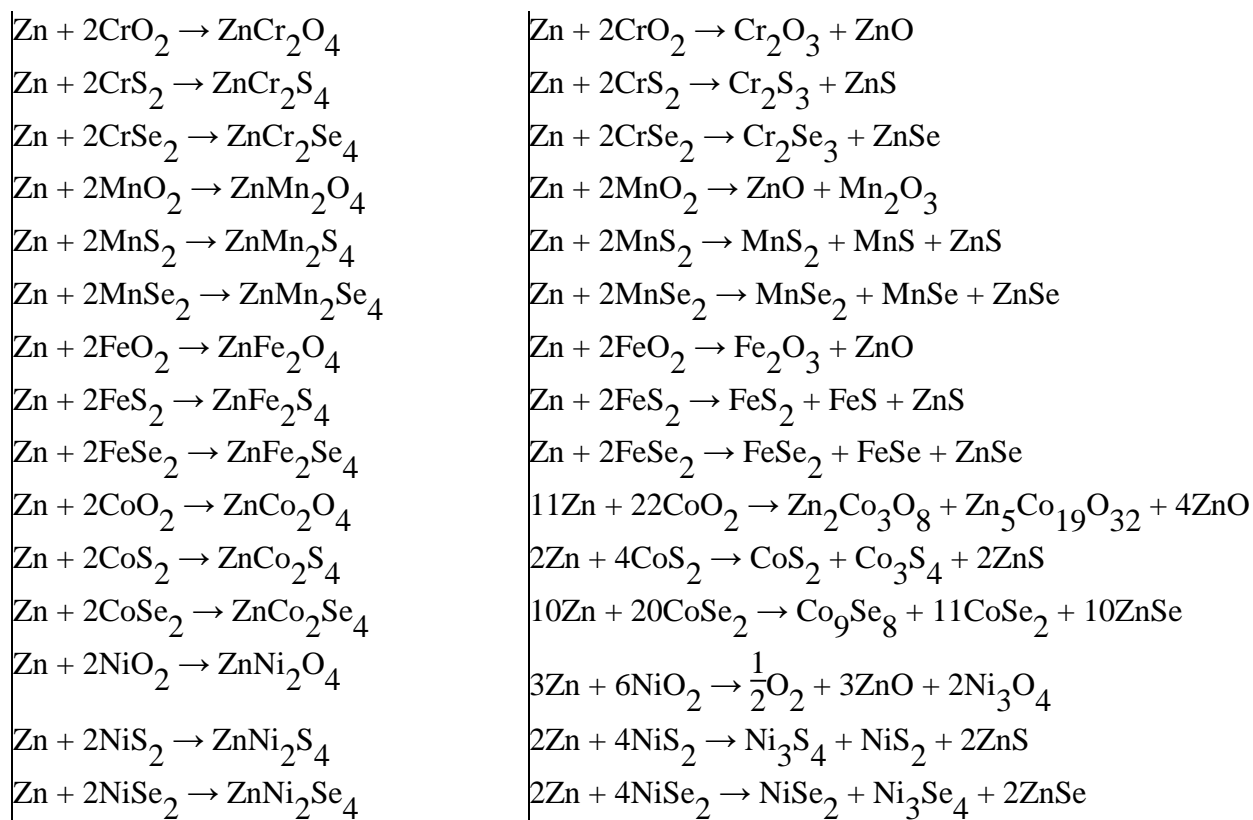 Zn + 2CrO₂ → ZnCr₂O₄ Zn + 2CrO₂ → Cr₂O₃ + ZnO
Zn + 2CrS₂ → ZnCr₂S₄ Zn + 2CrS₂ → Cr₂S₃ + ZnS
Zn + 2CrSe₂ → ZnCr₂Se₄ Zn + 2CrSe₂ → Cr₂Se₃ + ZnSe
Zn + 2MnO₂ → ZnMn₂O₄ Zn + 2MnO₂ → ZnO + Mn₂O₃
Zn + 2MnS₂ → ZnMn₂S₄ Zn + 2MnS₂ → MnS₂ + MnS + ZnS
Zn + 2MnSe₂ → ZnMn₂Se₄ Zn + 2MnSe₂ → MnSe₂ + MnSe + ZnSe
Zn + 2FeO₂ → ZnFe₂O₄ Zn + 2FeO₂ → Fe₂O₃ + ZnO
Zn + 2FeS₂ → ZnFe₂S₄ Zn + 2FeS₂ → FeS₂ + FeS + ZnS
Zn + 2FeSe₂ → ZnFe₂Se₄ Zn + 2FeSe₂ → FeSe₂ + FeSe + ZnSe
Zn + 2CoO₂ → ZnCo₂O₄ 11Zn + 22CoO₂ → Zn₂Co₃O₈ + Zn₅Co₁₉O₃₂ + 4ZnO
Zn + 2CoS₂ → ZnCo₂S₄ 2Zn + 4CoS₂ → CoS₂ + Co₃S₄ + 2ZnS
Zn + 2CoSe₂ → ZnCo₂Se₄ 10Zn + 20CoSe₂ → Co₉Se₈ + 11CoSe₂ + 10ZnSe
Zn + 2NiO₂ → ZnNi₂O₄ 3Zn + 6NiO₂ → 1/2O₂ + 3ZnO + 2Ni₃O₄
Zn + 2NiS₂ → ZnNi₂S₄ 2Zn + 4NiS₂ → Ni₃S₄ + NiS₂ + 2ZnS
Zn + 2NiSe₂ → ZnNi₂Se₄ 2Zn + 4NiSe₂ → NiSe₂ + Ni₃Se₄ + 2ZnSe